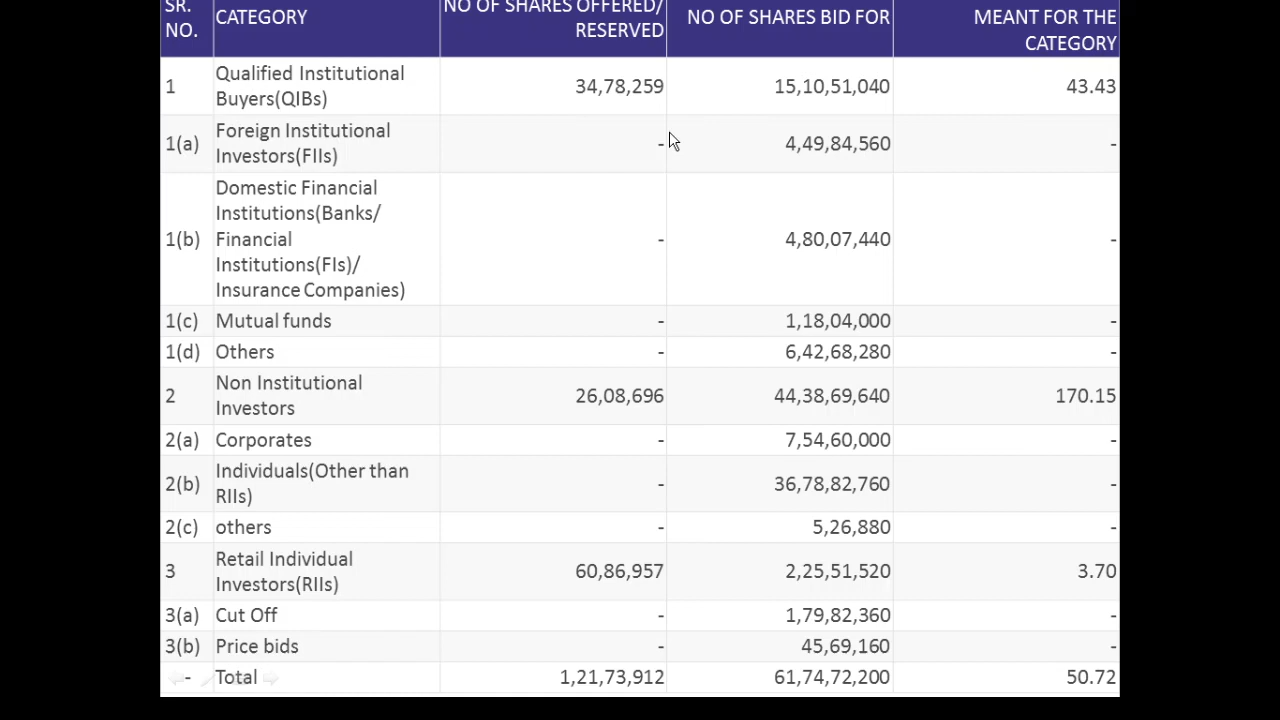 SR. NO.
CATEGORY
NO OF SHARES OFFERED/
RESERVED
NO OF SHARES BID FOR
MEANT FOR THE
CATEGORY
1
Qualified Institutional
Buyers(QIBs)
34,78,259
15,10,51,040
43.43
1(a)
Foreign Institutional
Investors(FIIs)
-
4,49,84,560
-
1(b)
Domestic Financial
Institutions(Banks/
Financial
Institutions(FIs)/
Insurance Companies)
-
4,80,07,440
-
1(c)
Mutual funds
-
1,18,04,000
-
1(d)
Others
-
6,42,68,280
-
2
Non Institutional
Investors
26,08,696
44,38,69,640
170.15
2(a)
Corporates
-
7,54,60,000
-
2(b)
Individuals(Other than
RIIs)
-
36,78,82,760
-
2(c)
others
-
5,26,880
-
3
Retail Individual
Investors(RIIs)
60,86,957
2,25,51,520
3.70
3(a)
Cut Off
-
1,79,82,360
-
3(b)
Price bids
-
45,69,160
-
-
Total
1,21,73,912
61,74,72,200
50.72